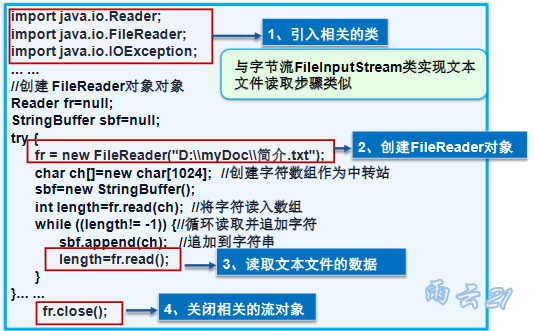 import java.io.Reader;
import java.io.FileReader;
import java.io.IOException;
1、引入相关的类
... ...
与字节流FileInputStream类实现文本文件读取步骤类似
//创建 FileReader对象对象
Reader fr=null;
StringBuffer sbf=null;
try {
fr = new FileReader("D:\\myDoc\\简介.txt");
2、创建FileReader对象
char ch[]=new char[1024]; //创建字符数组作为中转站
sbf=new StringBuffer();
int length=fr.read(ch); //将字符读入数组
while ((length!= -1)) {//循环读取并追加字符
sbf.append(ch); //追加到字符串
length=fr.read();
3、读取文本文件的数据
}
}... ...
fr.close();
4、关闭相关的流对象
雨云21